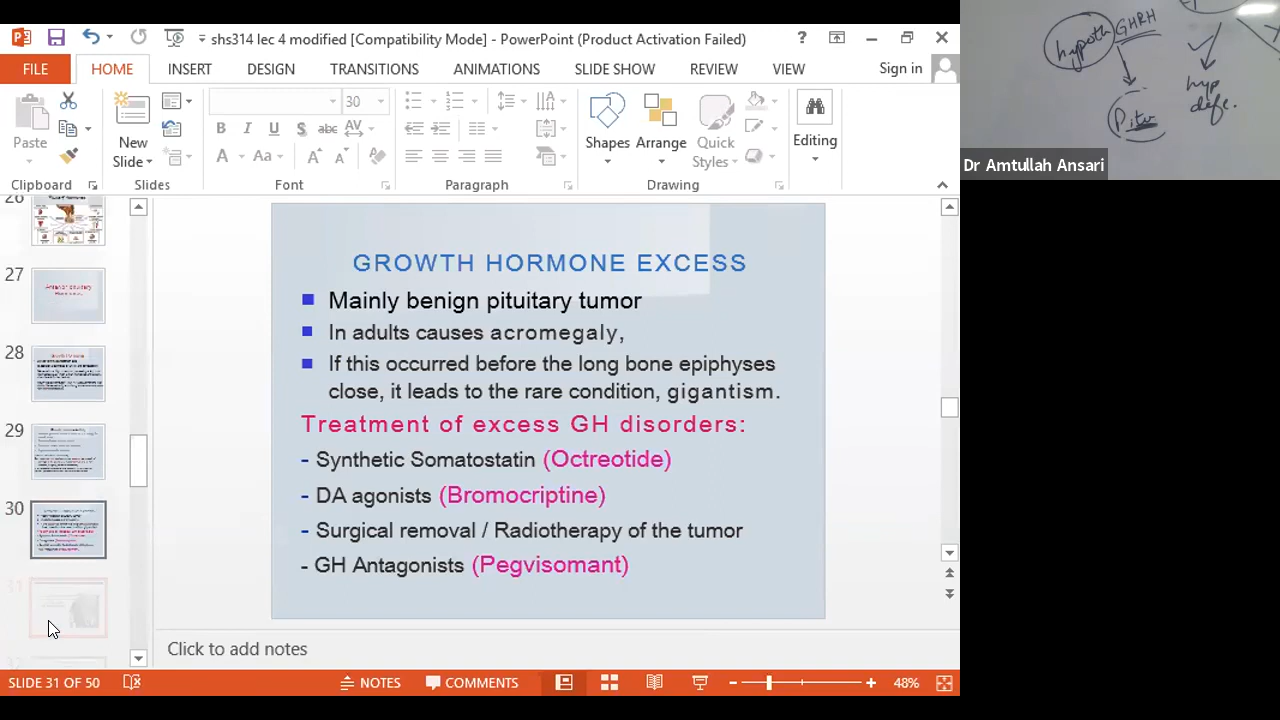 shs314 lec 4 modified [Compatibility Mode] - PowerPoint (Product Activation Failed)
FILE HOME INSERT DESIGN TRANSITIONS ANIMATIONS SLIDE SHOW REVIEW VIEW Sign in
Paste
New
Slide
30
B I U S abc AV
A Aa A A
Shapes Arrange Quick
Styles
Editing
Clipboard Slides Font Paragraph Drawing
26
27
28
29
30
31
GROWTH HORMONE EXCESS
Mainly benign pituitary tumor
In adults causes acromegaly,
If this occurred before the long bone epiphyses
close, it leads to the rare condition, gigantism.
Treatment of excess GH disorders:
- Synthetic Somatostatin (Octreotide)
- DA agonists (Bromocriptine)
- Surgical removal / Radiotherapy of the tumor
- GH Antagonists (Pegvisomant)
Click to add notes
SLIDE 31 OF 50 NOTES COMMENTS 48%
hypoth GHRH
hyp
Dr Amtullah Ansari